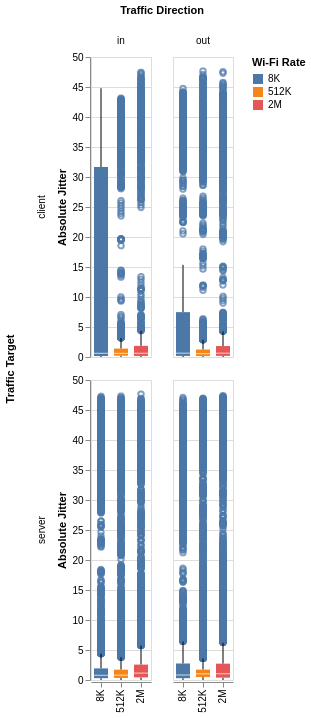 Traffic Direction
in
out
Wi-Fi Rate
8K
512K
2M
Traffic Target
client
Absolute Jitter
50
45
40
35
30
25
20
15
10
5
0
server
Absolute Jitter
50
45
40
35
30
25
20
15
10
5
0
8K
512K
2M
8K
512K
2M